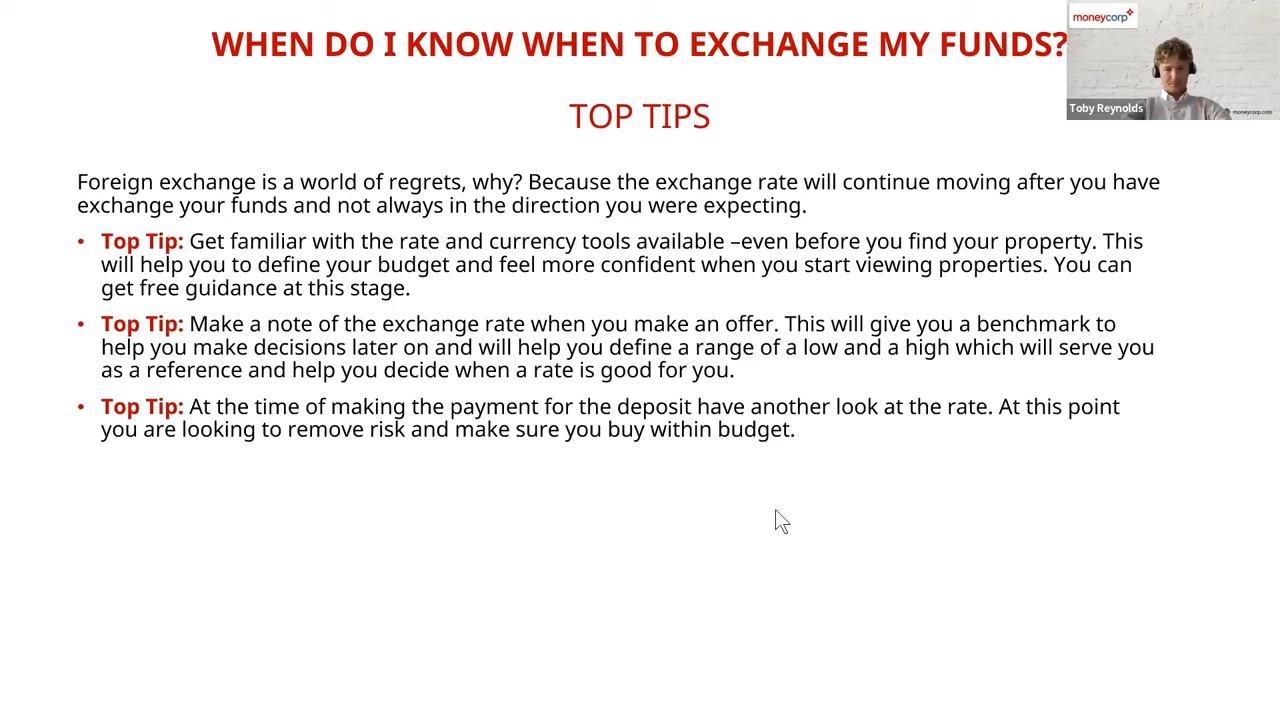 WHEN DO I KNOW WHEN TO EXCHANGE MY FUNDS?
moneycorp
Toby Reynolds
moneycorp.com
TOP TIPS
Foreign exchange is a world of regrets, why? Because the exchange rate will continue moving after you have
exchange your funds and not always in the direction you were expecting.
• Top Tip: Get familiar with the rate and currency tools available –even before you find your property. This
will help you to define your budget and feel more confident when you start viewing properties. You can
get free guidance at this stage.
• Top Tip: Make a note of the exchange rate when you make an offer. This will give you a benchmark to
help you make decisions later on and will help you define a range of a low and a high which will serve you
as a reference and help you decide when a rate is good for you.
• Top Tip: At the time of making the payment for the deposit have another look at the rate. At this point
you are looking to remove risk and make sure you buy within budget.